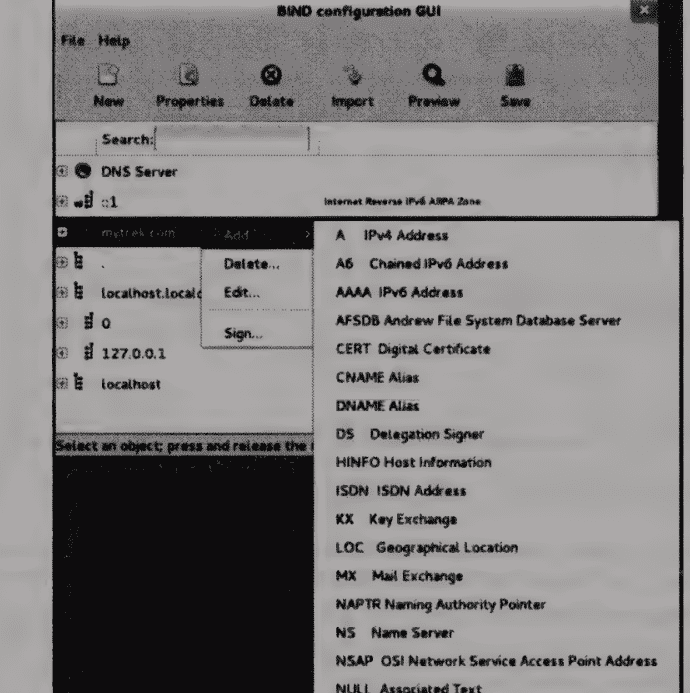 BIND configuration GUI
File Help
New Properties Delete Import Preview Save
Search:
DNS Server
::1 Internet Reverse IPv6 ARPA Zone
mytrek.com Add
A IPv4 Address
Delete...
A6 Chained IPv6 Address
.
localhost.locald
Edit...
AAAA IPv6 Address
0
AFSDB Andrew File System Database Server
Sign...
127.0.0.1
CERT Digital Certificate
localhost
CNAME Alias
DNAME Alias
Select an object; press and release the
DS Delegation Signer
HINFO Host Information
ISDN ISDN Address
KX Key Exchange
LOC Geographical Location
MX Mail Exchange
NAPTR Naming Authority Pointer
NS Name Server
NSAP OSI Network Service Access Point Address
NULL Associated Text